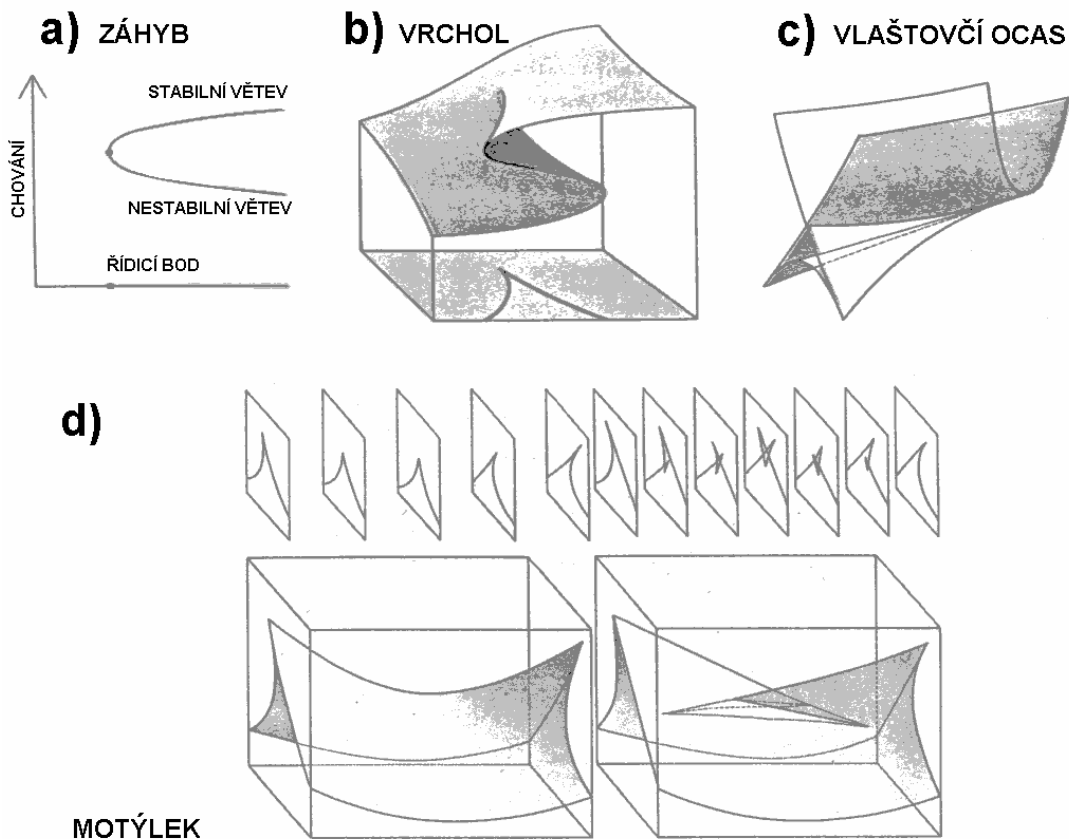 a) ZÁHYB
b) VRCHOL
c) VLAŠTOVČÍ OCAS
CHOVÁNÍ
STABILNÍ VĚTEV
NESTABILNÍ VĚTEV
ŘÍDICÍ BOD
d)
MOTÝLEK